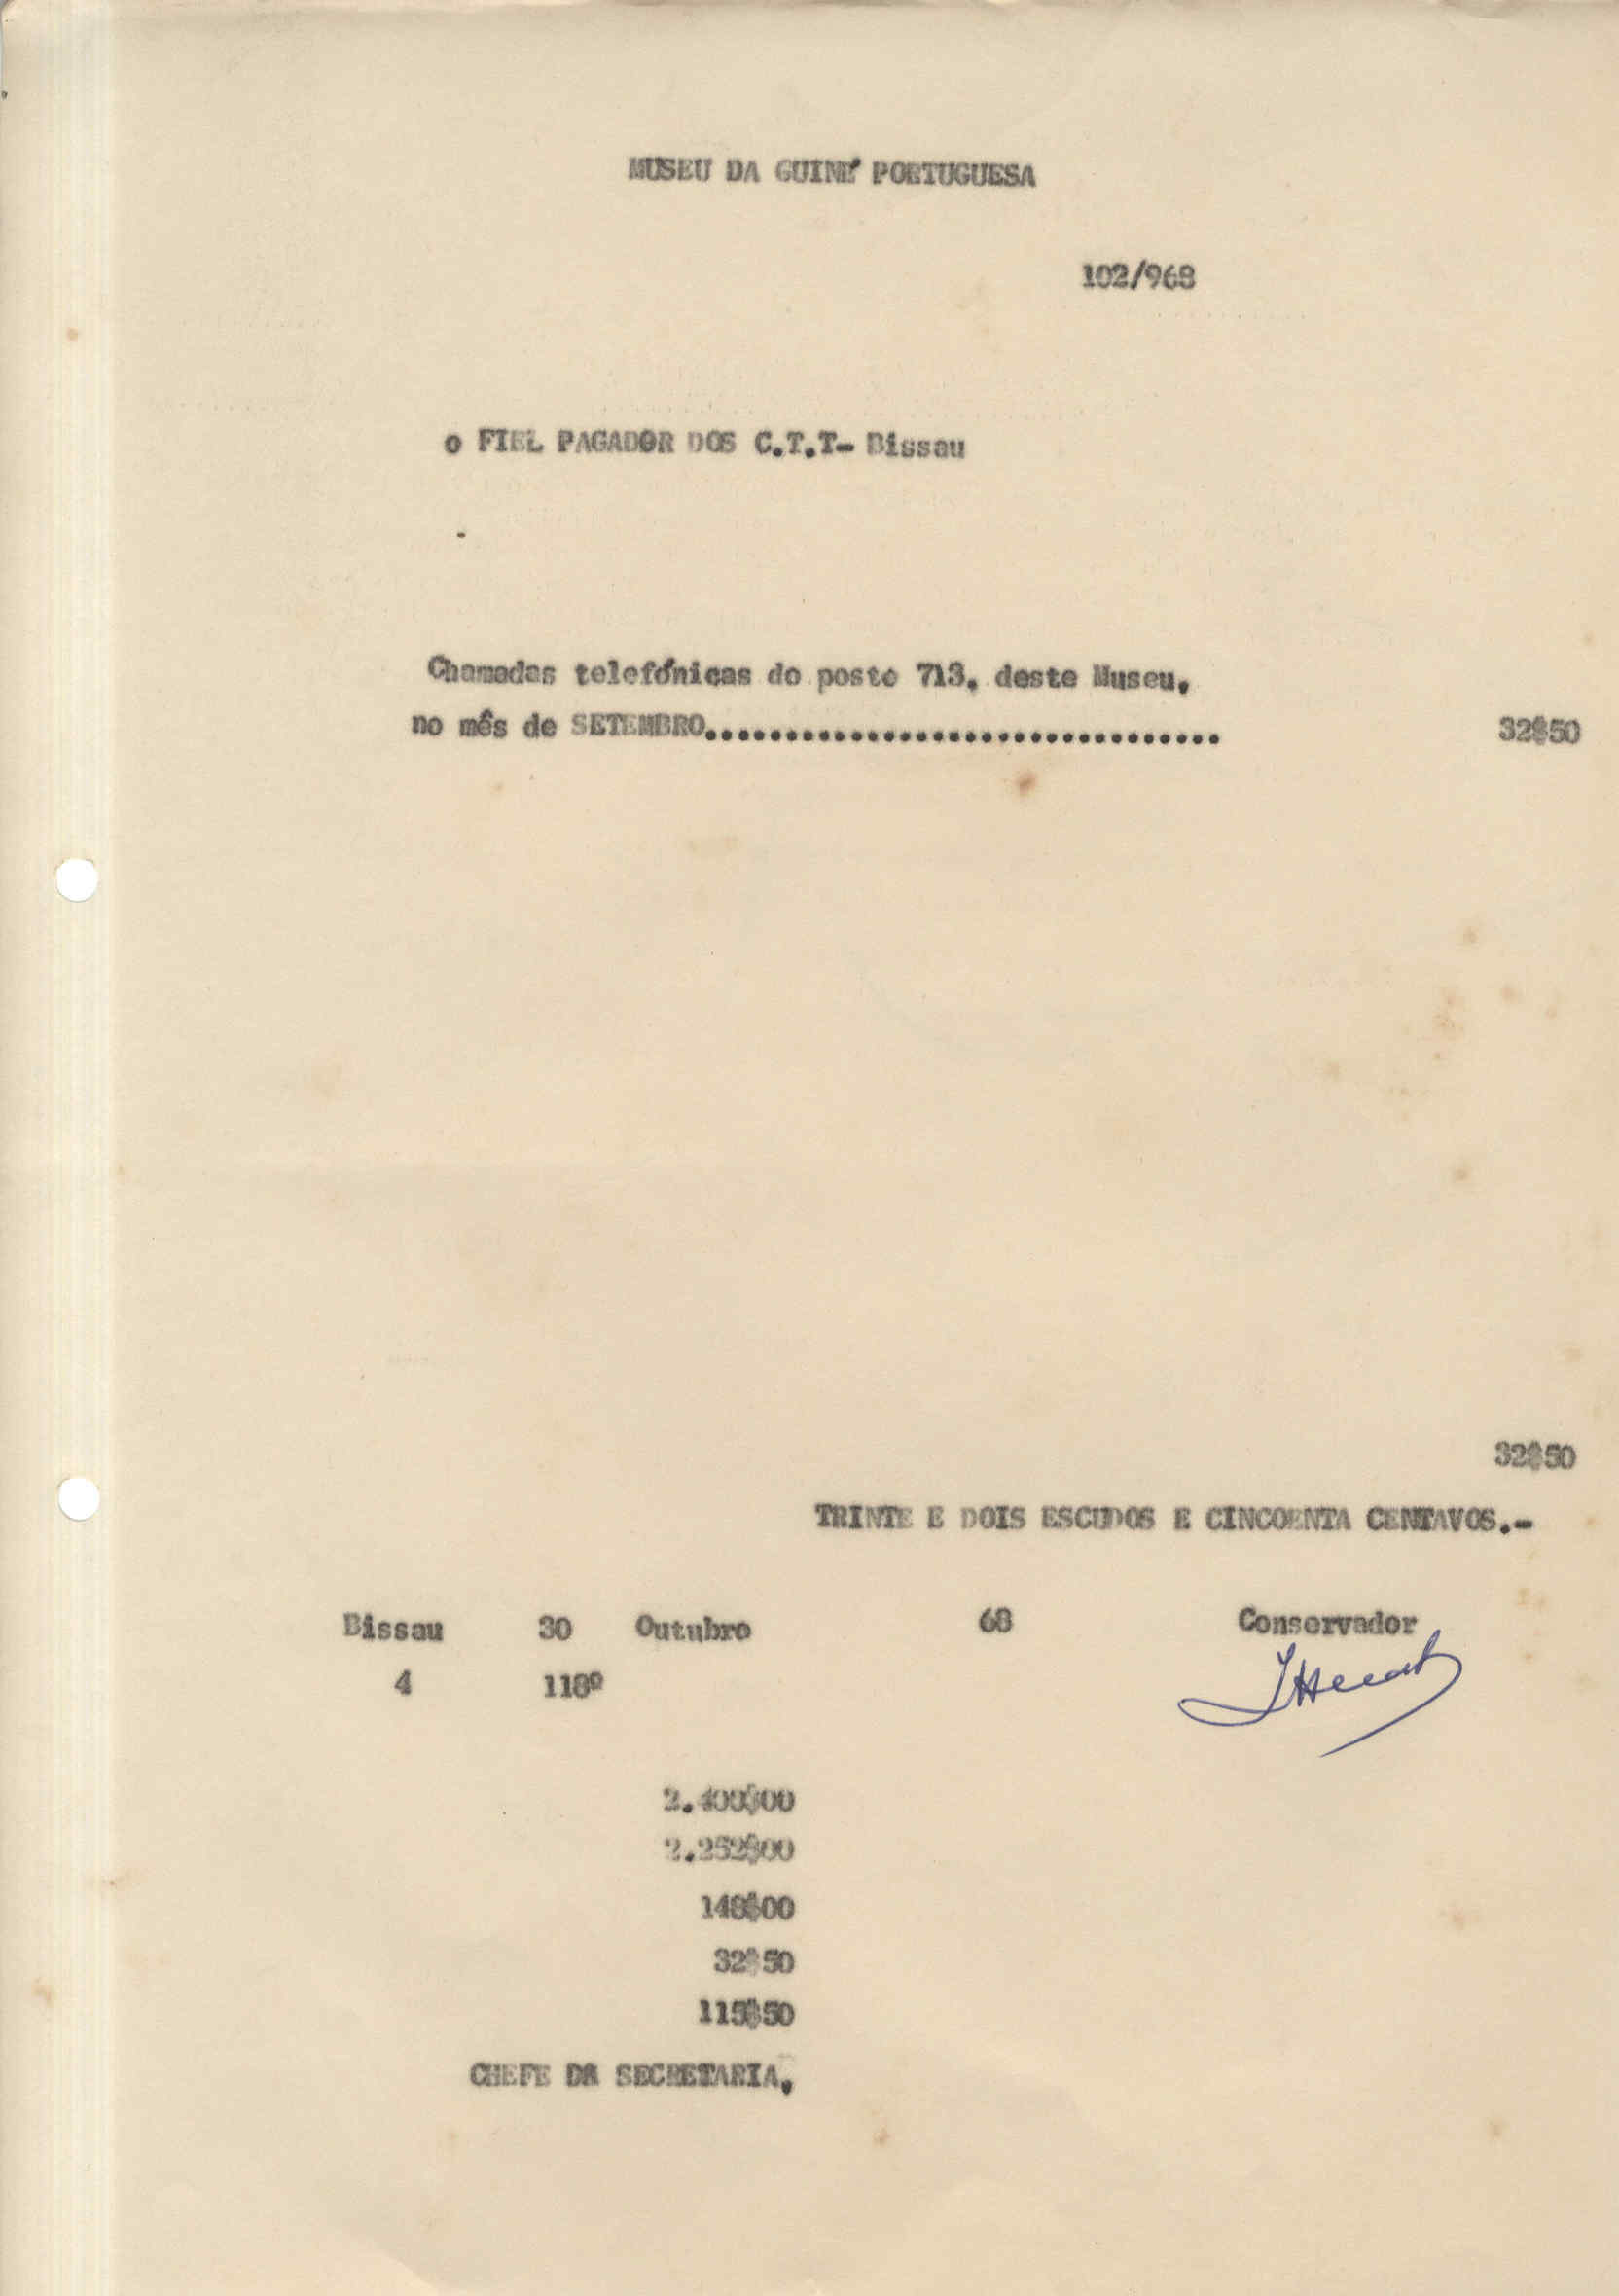 MUSEU DA GUINÉ PORTUGUESA
102/968
o FIEL PAGADOR DOS C.T.T- Bissau
-
Chamadas telefónicas do posto 713, deste Museu,
no mês de SETEMBRO................................ 32$50
32$50
TRINTE E DOIS ESCUDOS E CINCOENTA CENTAVOS.-
Bissau 30 Outubro 68 Conservador
4 118º
2.400$00
2.252$00
148$00
32$50
115$50
CHEFE DA SECRETARIA,